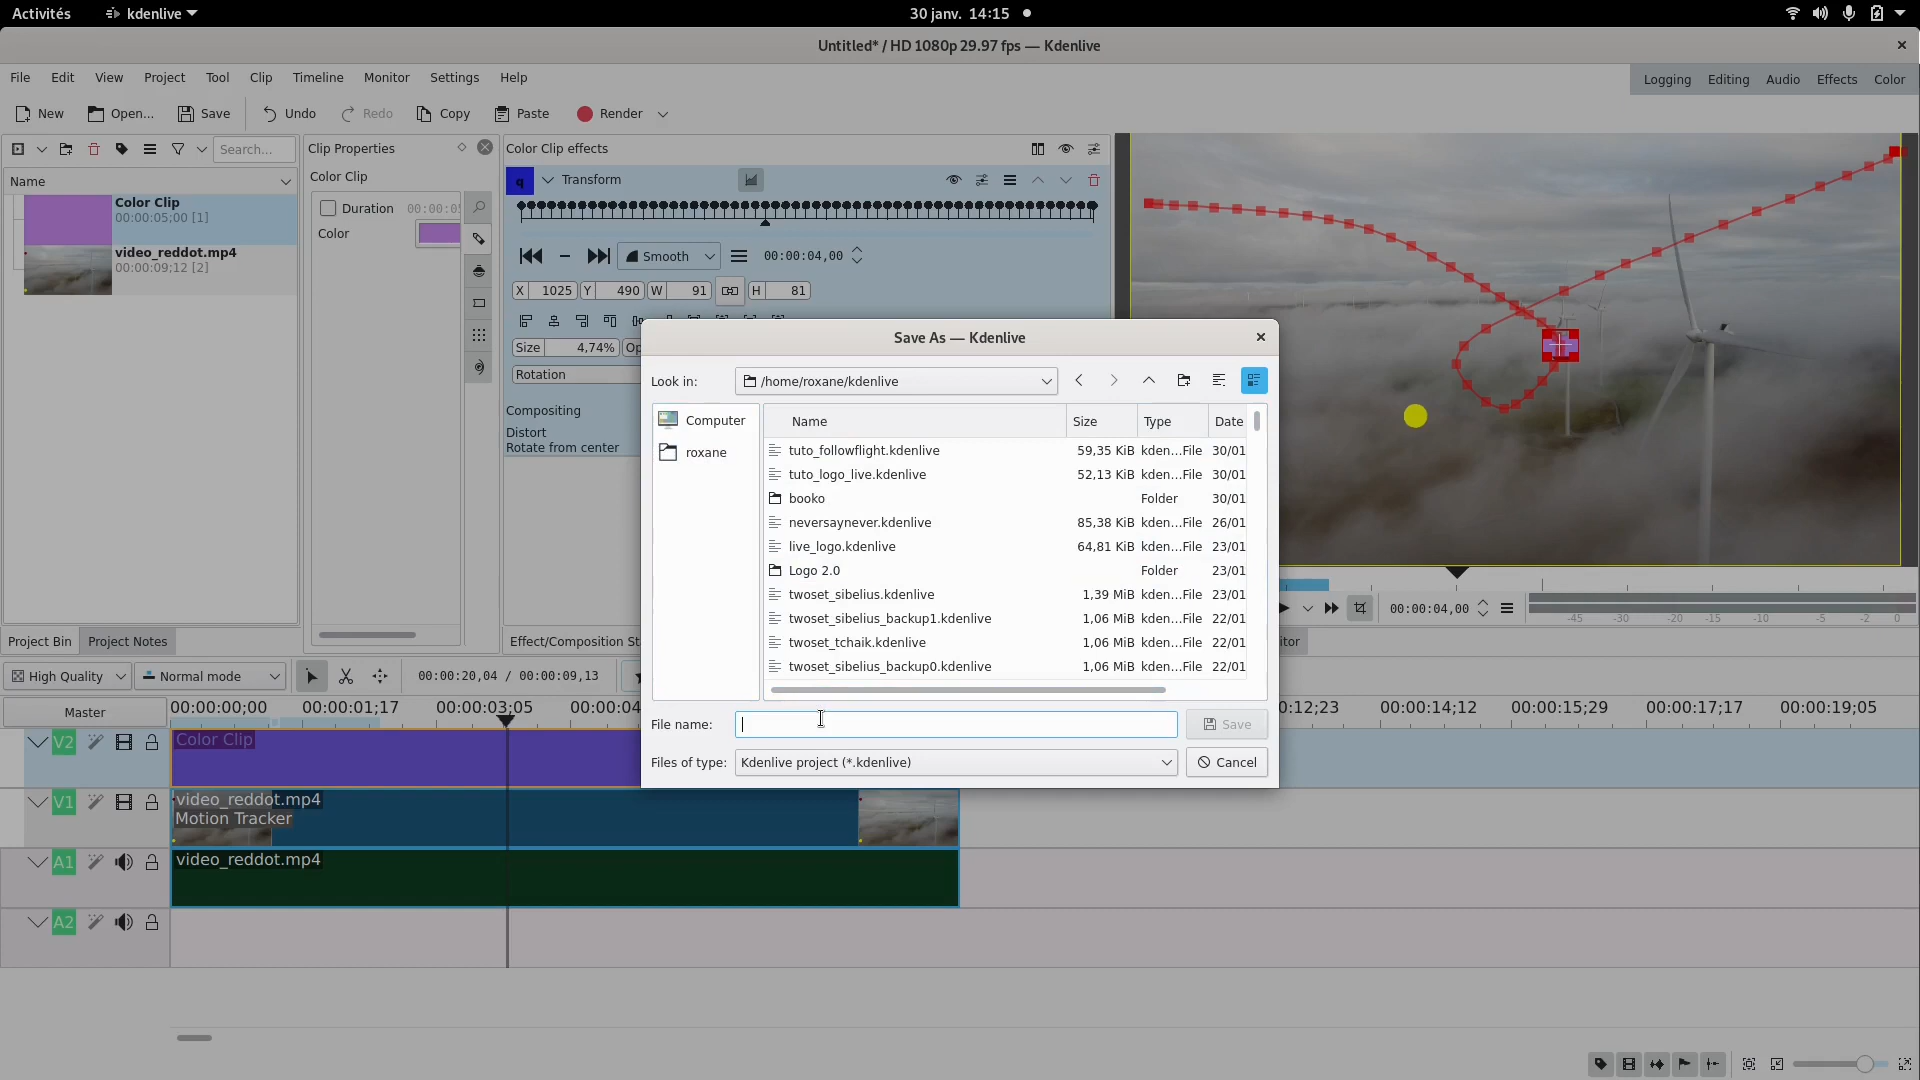 Activités kdenlive 30 janv. 14:15
Untitled* / HD 1080p 29.97 fps — Kdenlive
File Edit View Project Tool Clip Timeline Monitor Settings Help
Logging Editing Audio Effects Color
New Open... Save Undo Redo Copy Paste Render
Search...
Name
Color Clip
00:00:05;00 [1]
video_reddot.mp4
00:00:09;12 [2]
Project Bin Project Notes
Clip Properties
Color Clip
Duration
Color
Color Clip effects
Transform
Smooth 00:00:04,00
X 1025 Y 490 W 91 H 81
Size 4,74%
Rotation
Compositing
Distort
Rotate from center
Save As — Kdenlive
Look in: /home/roxane/kdenlive
Computer
roxane
Name Size Type Date
tuto_followflight.kdenlive 59,35 KiB kden...File 30/01
tuto_logo_live.kdenlive 52,13 KiB kden...File 30/01
booko Folder 30/01
neversaynever.kdenlive 85,38 KiB kden...File 26/01
live_logo.kdenlive 64,81 KiB kden...File 23/01
Logo 2.0 Folder 23/01
twoset_sibelius.kdenlive 1,39 MiB kden...File 23/01
twoset_sibelius_backup1.kdenlive 1,06 MiB kden...File 22/01
twoset_tchaik.kdenlive 1,06 MiB kden...File 22/01
twoset_sibelius_backup0.kdenlive 1,06 MiB kden...File 22/01
File name: Save
Files of type: Kdenlive project (*.kdenlive) Cancel
00:00:04,00
-45 -30 -20 -15 -10 -5 -2 0
High Quality Normal mode 00:00:20,04 / 00:00:09,13
Master 00:00:00;00 00:00:01;17 00:00:03;05 00:00:04 :12;23 00:00:14;12 00:00:15;29 00:00:17;17 00:00:19;05
V2 Color Clip
V1 video_reddot.mp4
Motion Tracker
A1 video_reddot.mp4
A2